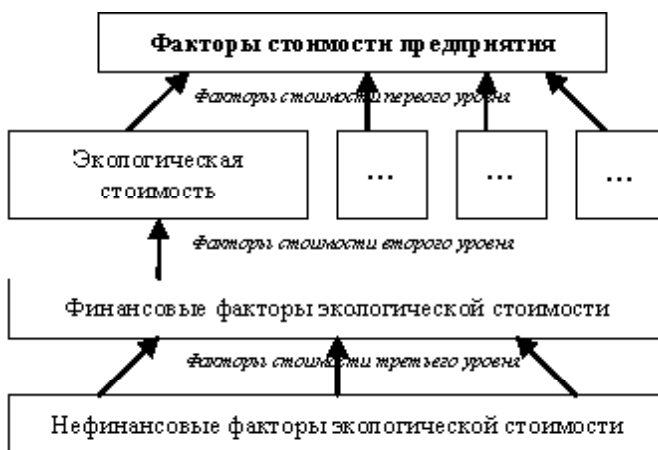 Факторы стоимости предприятия
Факторы стоимости первого уровня
Экологическая
стоимость
...
...
...
Факторы стоимости второго уровня
Финансовые факторы экологической стоимости
Факторы стоимости третьего уровня
Нефинансовые факторы экологической стоимости